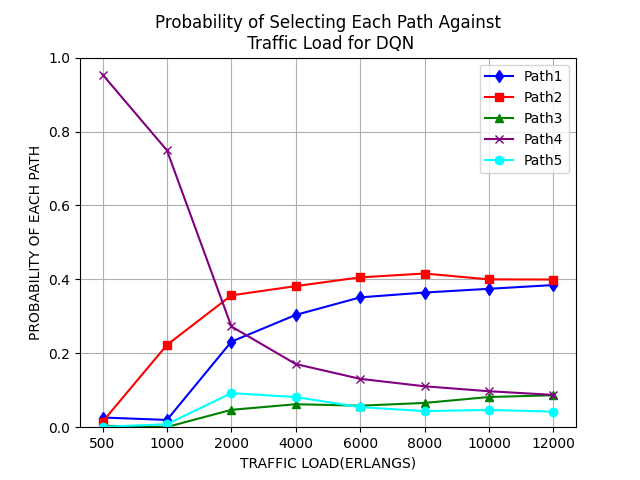 Probability of Selecting Each Path Against
Traffic Load for DQN
PROBABILITY OF EACH PATH
1.0
0.8
0.6
0.4
0.2
0.0
Path1
Path2
Path3
Path4
Path5
500 1000 2000 4000 6000 8000 10000 12000
TRAFFIC LOAD(ERLANGS)